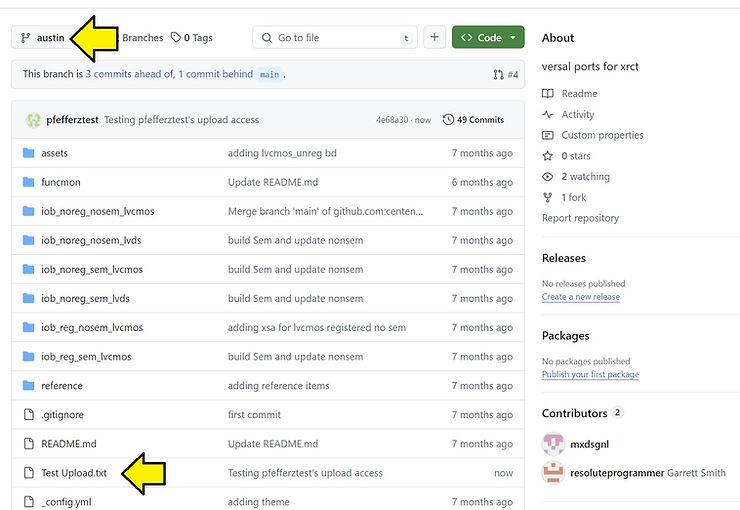 austin
Branches
0 Tags
Go to file
t
Code
This branch is 3 commits ahead of, 1 commit behind main .
#4
pfefferztest Testing pfefferztest's upload access 4e68a30 · now 49 Commits
assets adding lvcmos_unreg bd 7 months ago
funcmon Update README.md 6 months ago
iob_noreg_nosem_lvcmos Merge branch 'main' of github.com:centen... 7 months ago
iob_noreg_nosem_lvds build Sem and update nonsem 7 months ago
iob_noreg_sem_lvcmos build Sem and update nonsem 7 months ago
iob_noreg_sem_lvds build Sem and update nonsem 7 months ago
iob_reg_nosem_lvcmos adding xsa for lvcmos registered no sem 7 months ago
iob_reg_sem_lvcmos build Sem and update nonsem 7 months ago
reference adding reference items 7 months ago
.gitignore first commit 7 months ago
README.md Update README.md 7 months ago
Test Upload.txt Testing pfefferztest's upload access now
_config.yml adding theme 7 months ago
About
versal ports for xrct
Readme
Activity
Custom properties
0 stars
2 watching
1 fork
Report repository
Releases
No releases published
Create a new release
Packages
No packages published
Publish your first package
Contributors 2
mxdsgnl
resoluteprogrammer Garrett Smith